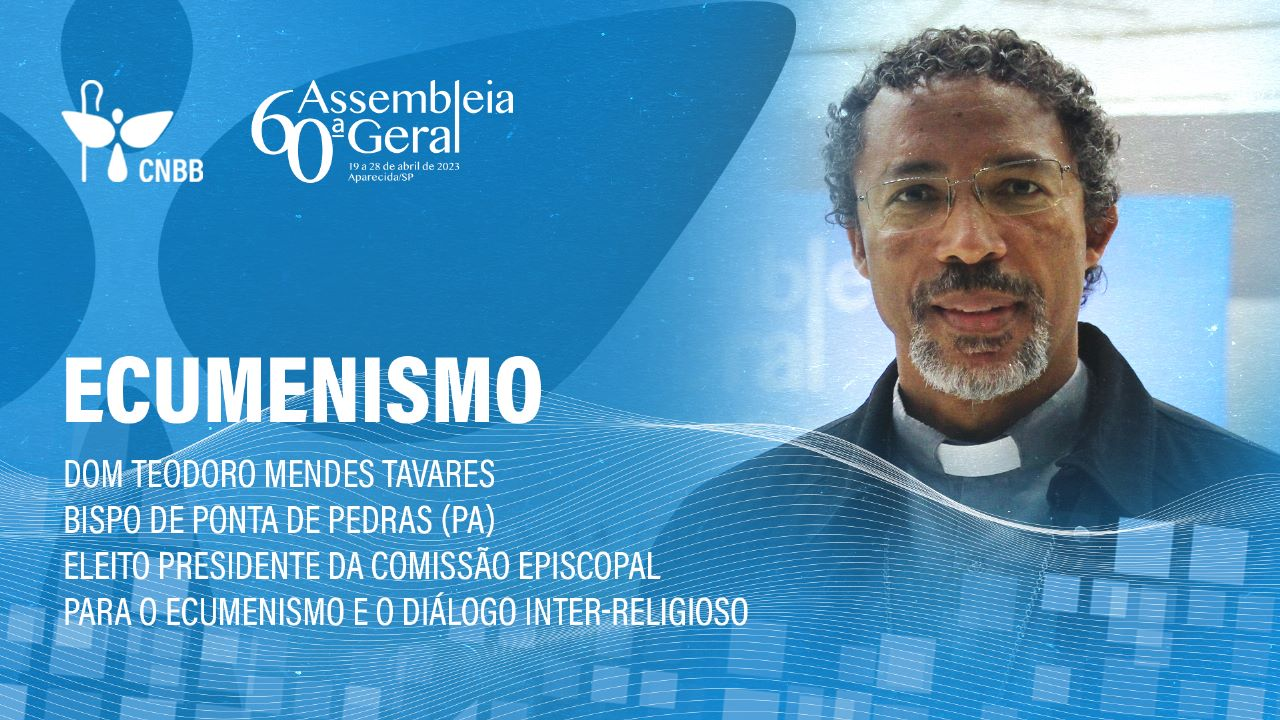 CNBB
60ª Assembleia Geral
19 a 28 de abril de 2023
Aparecida/SP
ECUMENISMO
DOM TEODORO MENDES TAVARES
BISPO DE PONTA DE PEDRAS (PA)
ELEITO PRESIDENTE DA COMISSÃO EPISCOPAL
PARA O ECUMENISMO E O DIÁLOGO INTER-RELIGIOSO